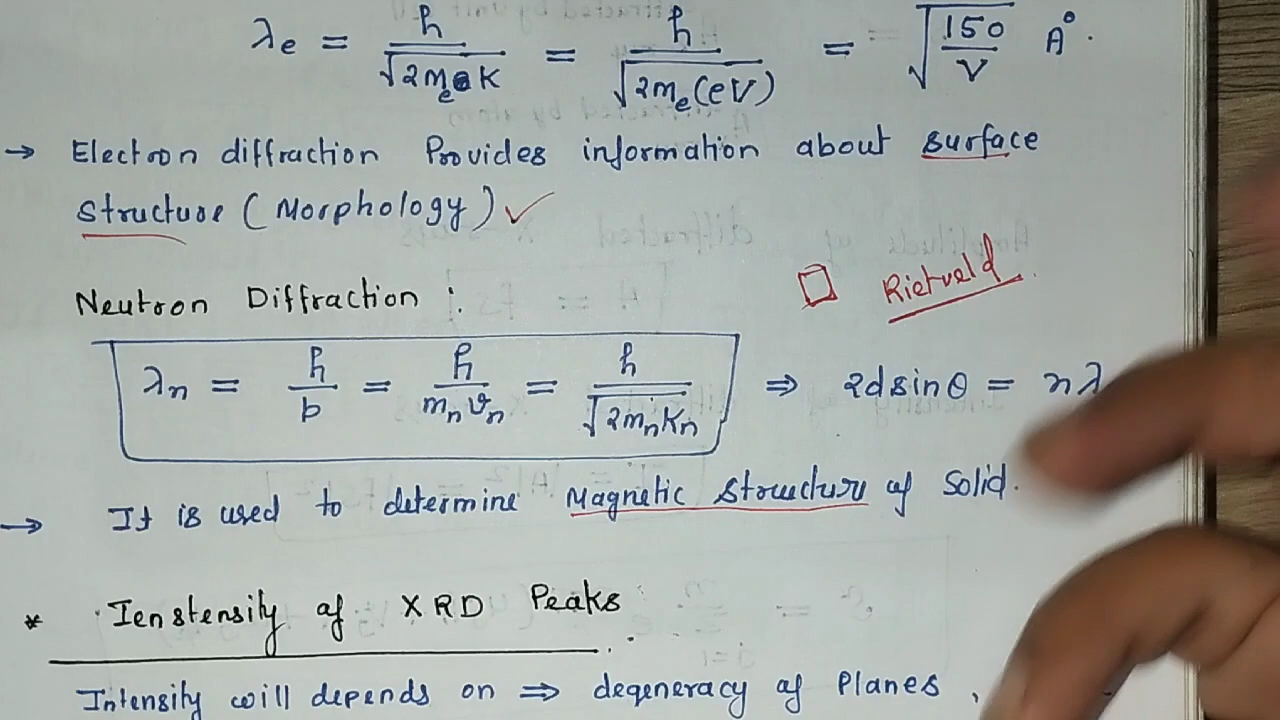 λe = h/√2meK = h/√2me(eV) = √150/V A°.
→ Electron diffraction Provides information about surface
structure (Morphology) ✓
Neutron Diffraction :
□ Rietveld
λn = h/p = h/mnvn = h/√2mnKn ⇒ 2dsinθ = nλ
→ It is used to determine Magnetic structure of Solid.
* Ienstensity of XRD Peaks
Intensity will depends on ⇒ degeneracy of Planes,